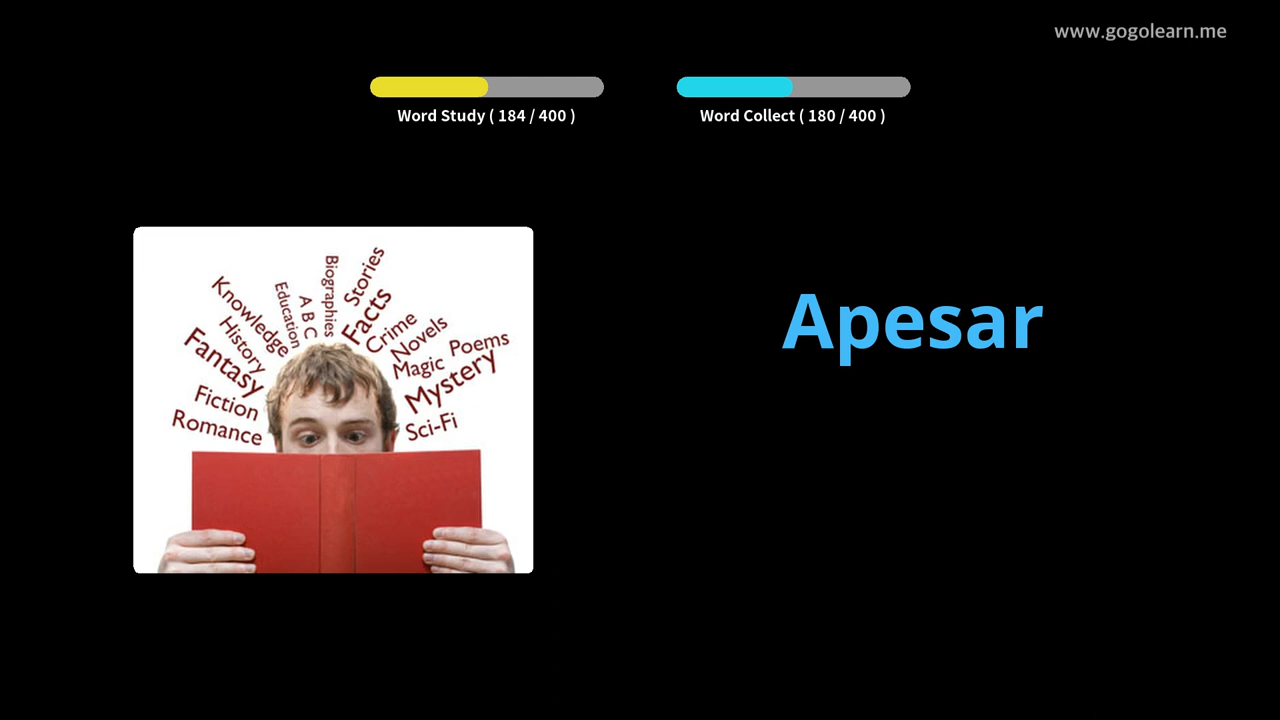 www.gogolearn.me
Word Study ( 184 / 400 )
Word Collect ( 180 / 400 )
Apesar
Romance
Fiction
Fantasy
History
Knowledge
Education
A B C
Biographies
Stories
Facts
Crime
Novels
Magic
Poems
Mystery
Sci-Fi